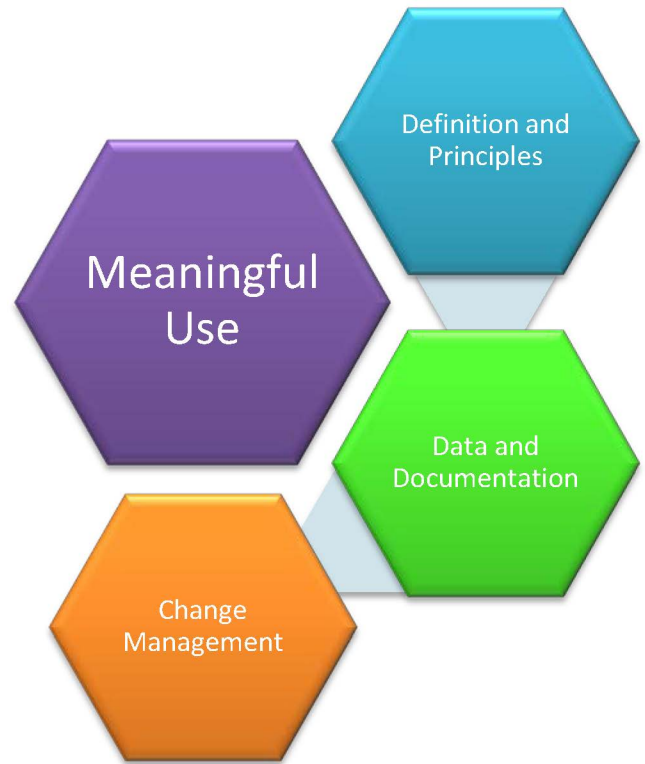 Definition and
Principles
Meaningful
Use
Data and
Documentation
Change
Management